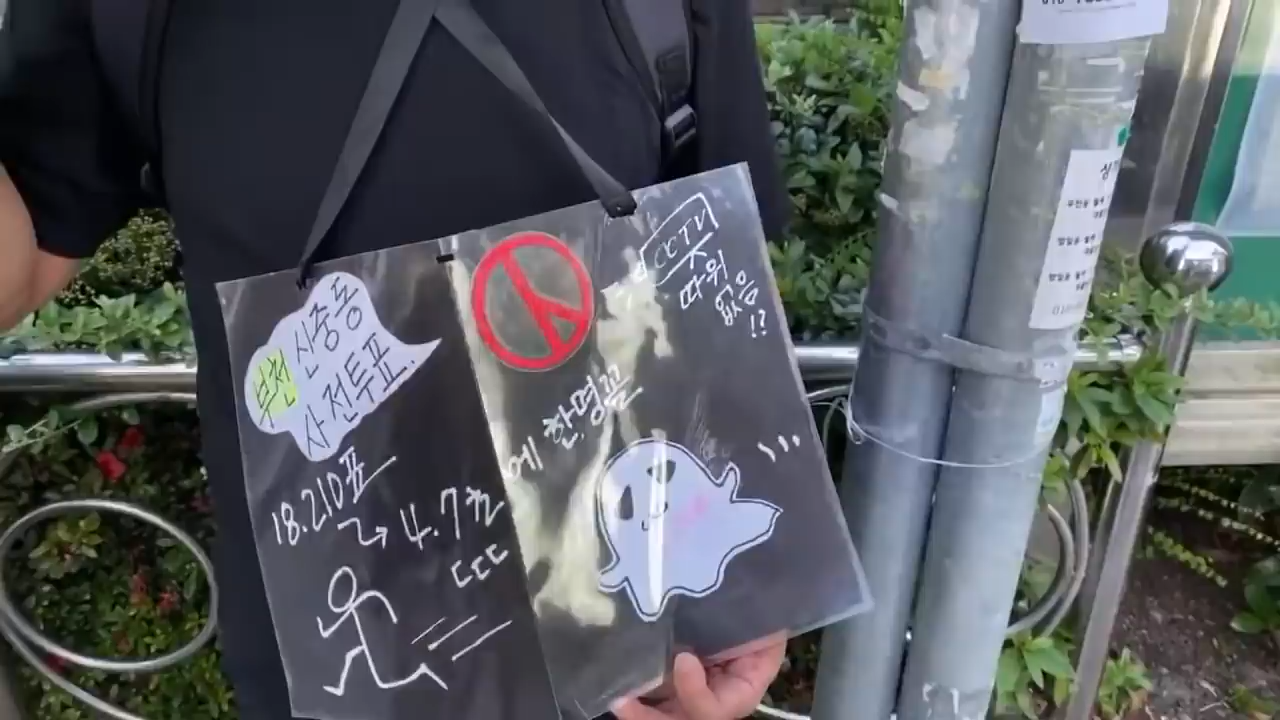 부천 신중동
사전투표.
18.210표
→ 4.7초
에 한명꼴
CCTV
따위
없음
!?